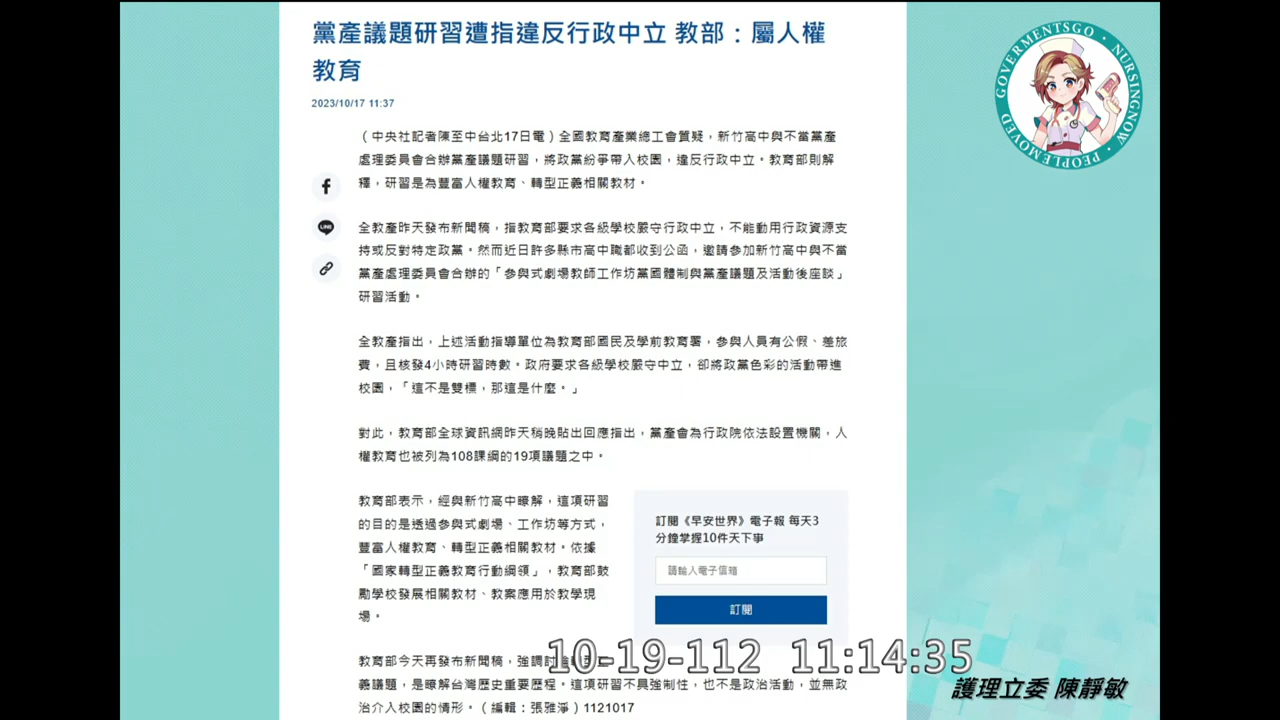 黨產議題研習遭指違反行政中立 教部：屬人權
教育
2023/10/17 11:37
（中央社記者陳至中台北17日電）全國教育產業總工會質疑，新竹高中與不當黨產
處理委員會合辦黨產議題研習，將政黨紛爭帶入校園，違反行政中立。教育部則解
釋，研習是為豐富人權教育、轉型正義相關教材。
全教產昨天發布新聞稿，指教育部要求各級學校嚴守行政中立，不能動用行政資源支
持或反對特定政黨。然而近日許多縣市高中職都收到公函，邀請參加新竹高中與不當
黨產處理委員會合辦的「參與式劇場教師工作坊黨國體制與黨產議題及活動後座談」
研習活動。
全教產指出，上述活動指導單位為教育部國民及學前教育署，參與人員有公假、差旅
費，且核發4小時研習時數。政府要求各級學校嚴守中立，卻將政黨色彩的活動帶進
校園，「這不是雙標，那這是什麼。」
對此，教育部全球資訊網昨天稍晚貼出回應指出，黨產會為行政院依法設置機關，人
權教育也被列為108課綱的19項議題之中。
教育部表示，經與新竹高中瞭解，這項研習
的目的是透過參與式劇場、工作坊等方式，
豐富人權教育、轉型正義相關教材。依據
「國家轉型正義教育行動綱領」，教育部鼓
勵學校發展相關教材、教案應用於教學現
場。
訂閱《早安世界》電子報 每天3
分鐘掌握10件天下事
請輸入電子信箱
訂閱
教育部今天再發布新聞稿，強調討
義議題，是瞭解台灣歷史重要歷程。這項研習不具強制性，也不是政治活動，並無政
治介入校園的情形。（編輯：張雅淨）1121017
10-19-112 11:14:35
護理立委 陳靜敏
GOVERMENTSGO · NURSINGNOW · PEOPLEMOVED
LINE